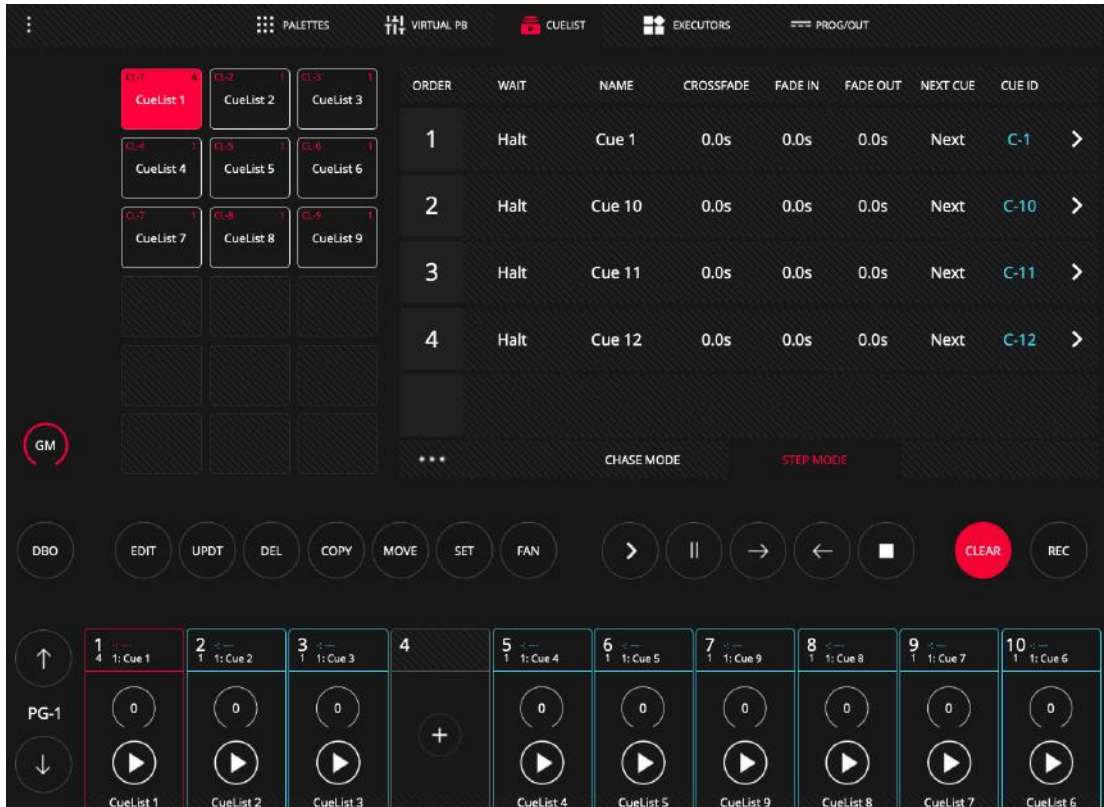 PALETTES VIRTUAL PB CUELIST EXECUTORS PROG/OUT
CL-1 4 CL-2 1 CL-3 1
CueList 1 CueList 2 CueList 3
CL-4 1 CL-5 1 CL-6 1
CueList 4 CueList 5 CueList 6
CL-7 1 CL-8 1 CL-9 1
CueList 7 CueList 8 CueList 9
ORDER WAIT NAME CROSSFADE FADE IN FADE OUT NEXT CUE CUE ID
1 Halt Cue 1 0.0s 0.0s 0.0s Next C-1
2 Halt Cue 10 0.0s 0.0s 0.0s Next C-10
3 Halt Cue 11 0.0s 0.0s 0.0s Next C-11
4 Halt Cue 12 0.0s 0.0s 0.0s Next C-12
CHASE MODE STEP MODE
GM
DBO EDIT UPDT DEL COPY MOVE SET FAN CLEAR REC
1 -:-- 2 -:-- 3 -:-- 4 5 -:-- 6 -:-- 7 -:-- 8 -:-- 9 -:-- 10 -:--
4 1: Cue 1 1 1: Cue 2 1 1: Cue 3 1 1: Cue 4 1 1: Cue 5 1 1: Cue 9 1 1: Cue 8 1 1: Cue 7 1 1: Cue 6
PG-1 0 0 0 0 0 0 0 0 0
CueList 1 CueList 2 CueList 3 CueList 4 CueList 5 CueList 9 CueList 8 CueList 7 CueList 6